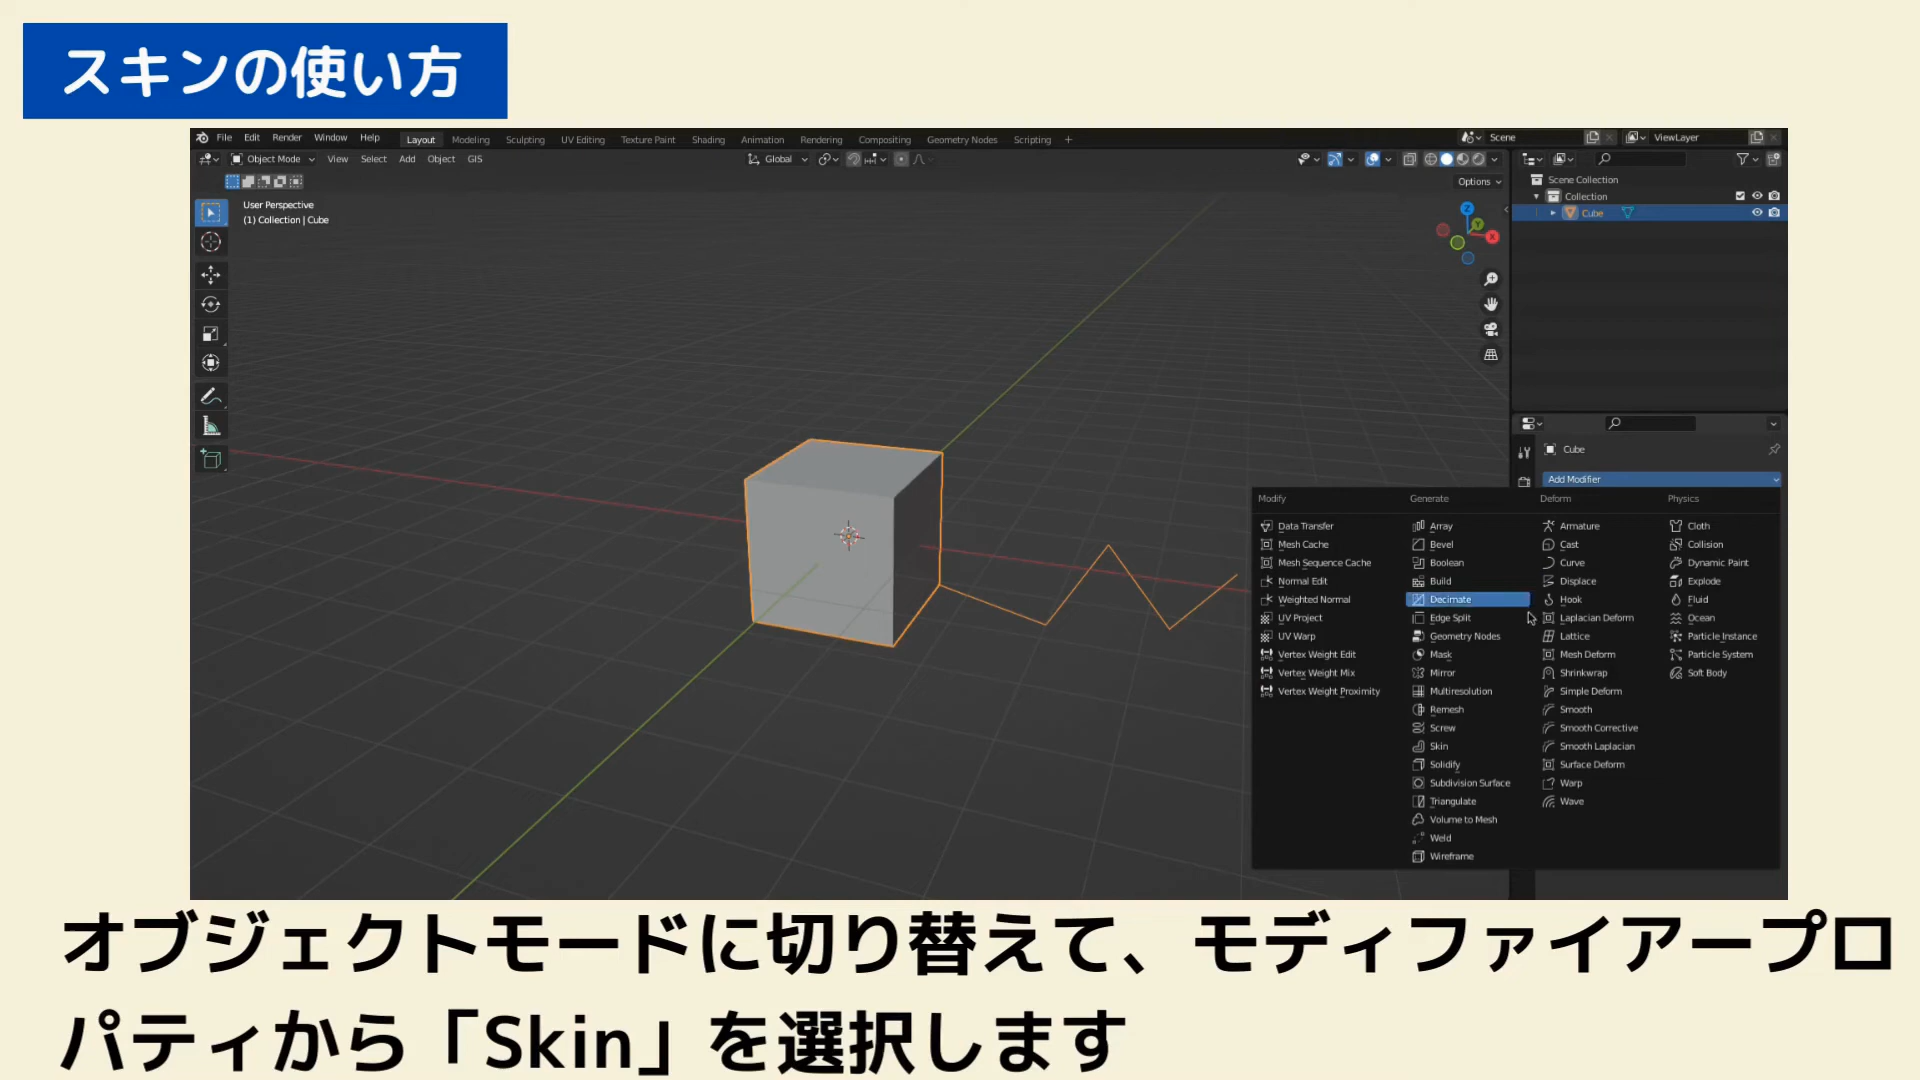 スキンの使い方
File Edit Render Window Help Layout Modeling Sculpting UV Editing Texture Paint Shading Animation Rendering Compositing Geometry Nodes Scripting + Scene ViewLayer
Object Mode View Select Add Object GIS Global
Options
User Perspective
(1) Collection | Cube
Z
Y
X
Scene Collection
Collection
Cube
Cube
Add Modifier
Modify Generate Deform Physics
Data Transfer Array Armature Cloth
Mesh Cache Bevel Cast Collision
Mesh Sequence Cache Boolean Curve Dynamic Paint
Normal Edit Build Displace Explode
Weighted Normal Decimate Hook Fluid
UV Project Edge Split Laplacian Deform Ocean
UV Warp Geometry Nodes Lattice Particle Instance
Vertex Weight Edit Mask Mesh Deform Particle System
Vertex Weight Mix Mirror Shrinkwrap Soft Body
Vertex Weight Proximity Multiresolution Simple Deform
Remesh Smooth
Screw Smooth Corrective
Skin Smooth Laplacian
Solidify Surface Deform
Subdivision Surface Warp
Triangulate Wave
Volume to Mesh
Weld
Wireframe
オブジェクトモードに切り替えて、モディファイアープロ
パティから「Skin」を選択します